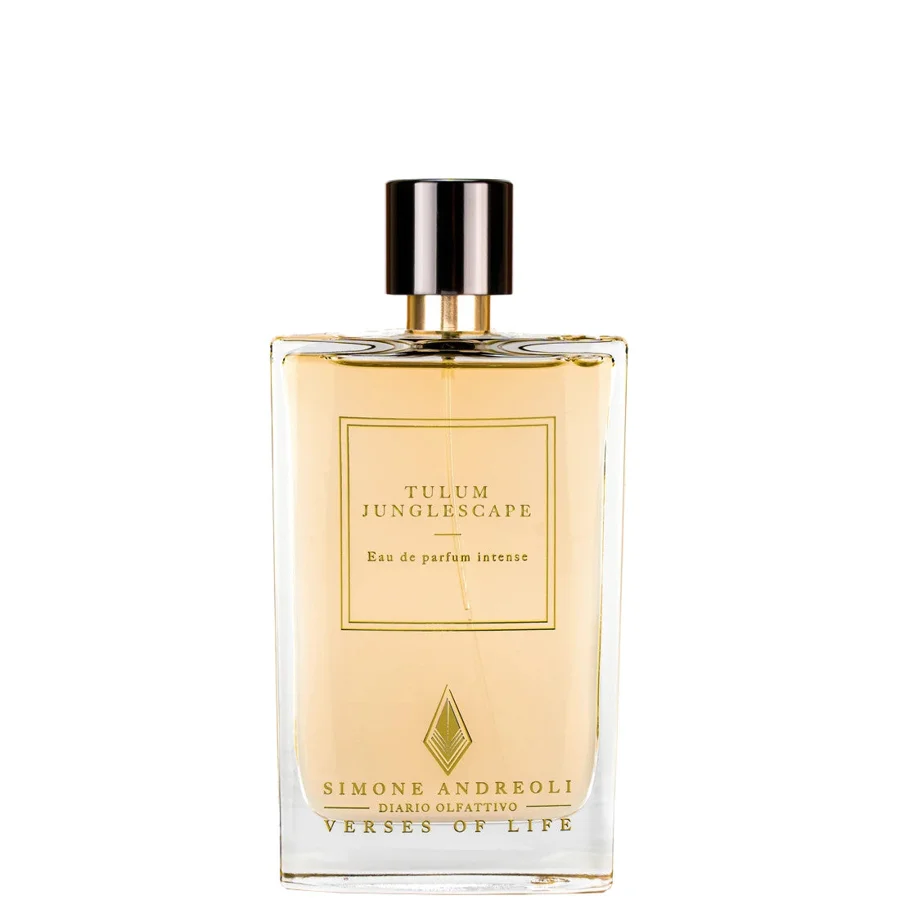 TULUM
JUNGLESCAPE
Eau de parfum intense
SIMONE ANDREOLI
DIARIO OLFATTIVO
VERSES OF LIFE